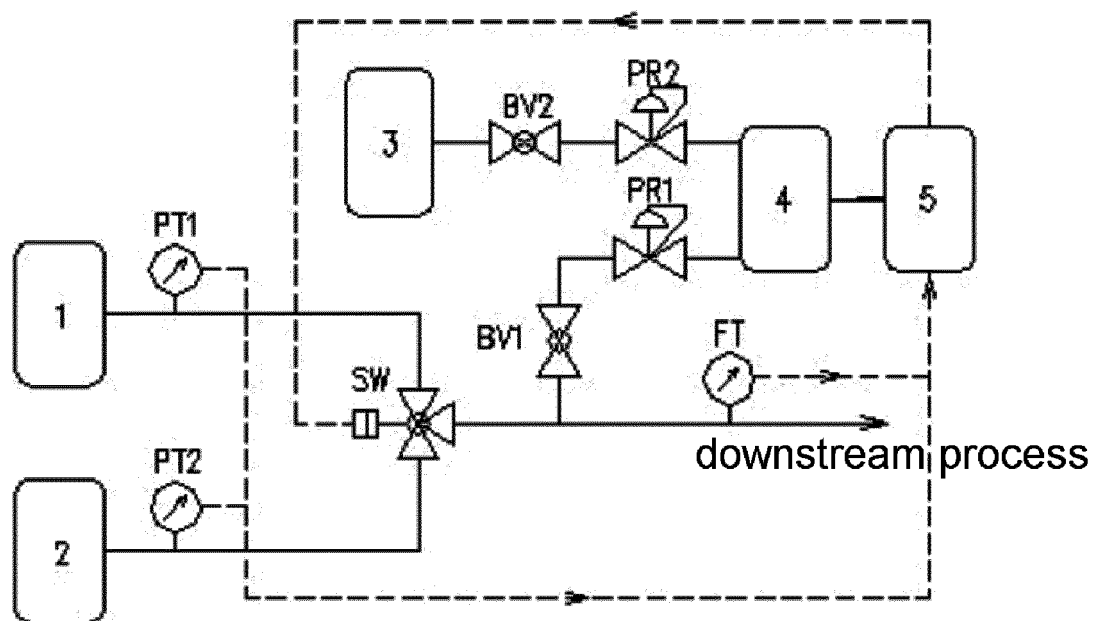 PR2
BV2
3
PR1
4
5
PT1
1
BV1
FT
SW
downstream process
PT2
2